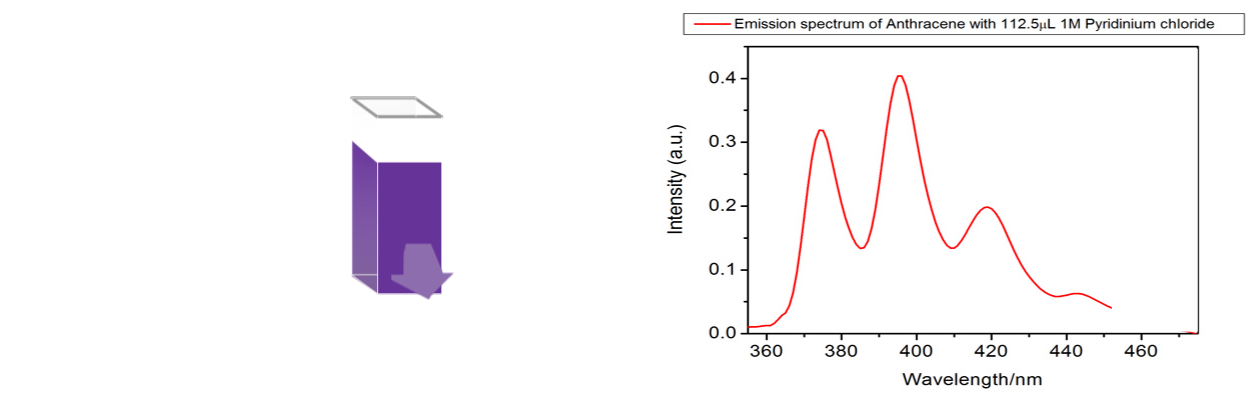 Emission spectrum of Anthracene with 112.5μL 1M Pyridinium chloride
Intensity (a.u.)
0.4
0.3
0.2
0.1
0.0
360 380 400 420 440 460
Wavelength/nm